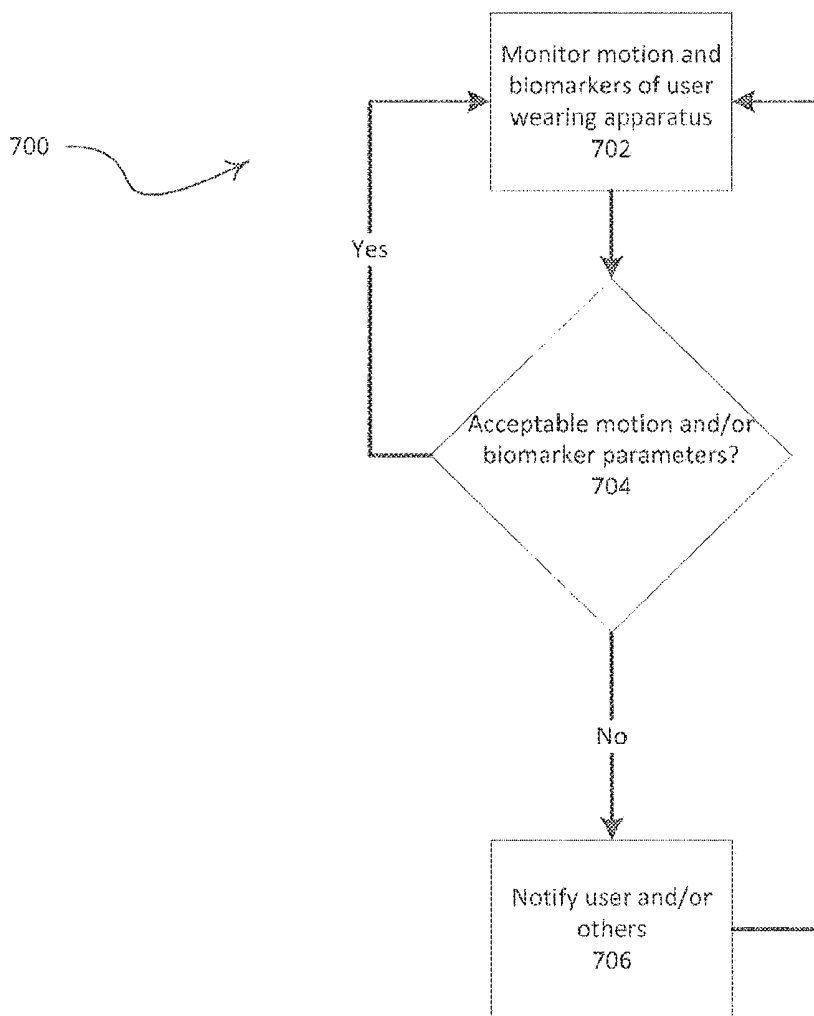 Monitor motion and
biomarkers of user
wearing apparatus
702
700
Yes
Acceptable motion and/or
biomarker parameters?
704
No
Notify user and/or
others
706